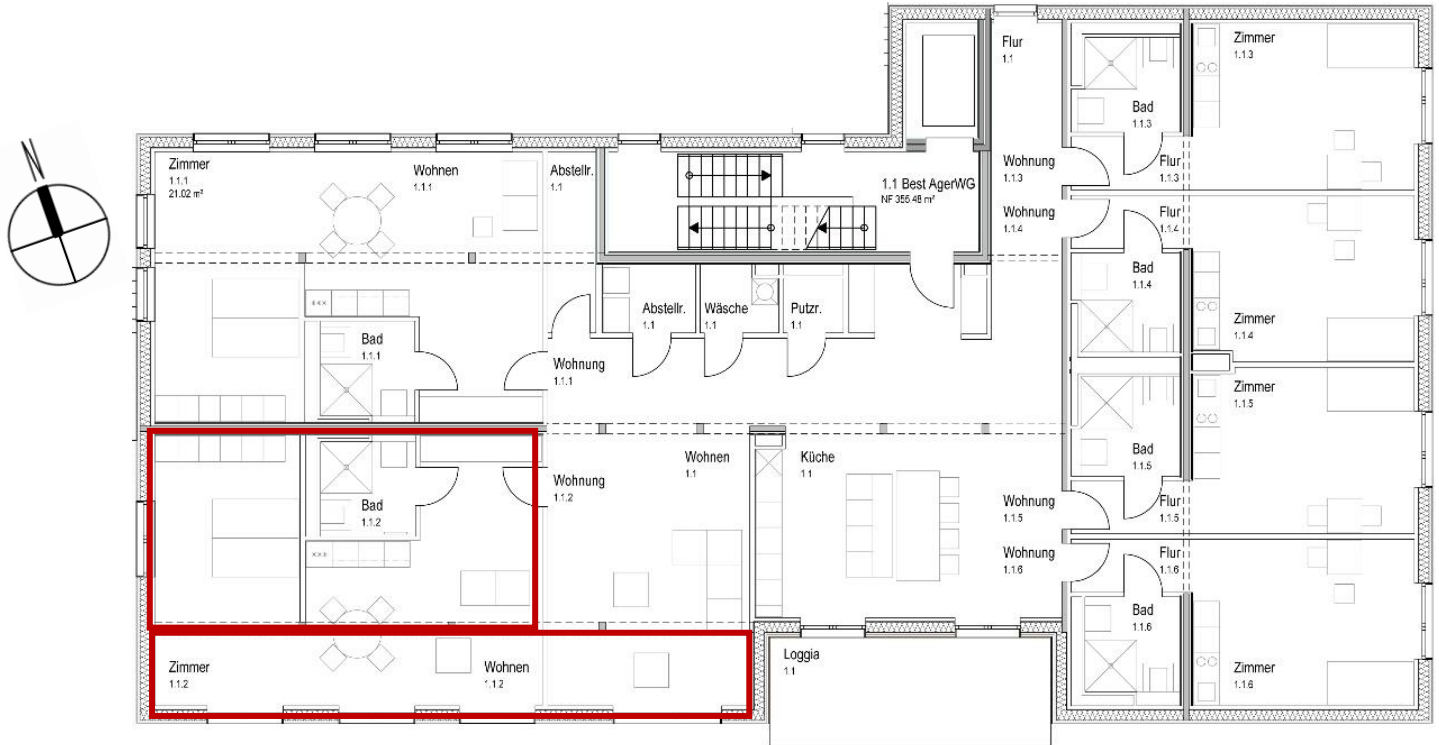 N
Flur
1.1
Zimmer
1.1.3
Bad
1.1.3
Zimmer
1.1.1
21.02 m²
Wohnen
1.1.1
Abstellr.
1.1
1.1 Best AgerWG
NF 355.48 m²
Wohnung
1.1.3
Flur
1.1.3
Wohnung
1.1.4
Flur
1.1.4
Bad
1.1.4
Zimmer
1.1.4
Abstellr.
1.1
Wäsche
1.1
Putzr.
1.1
Bad
1.1.1
Wohnung
1.1.1
Zimmer
1.1.5
Bad
1.1.5
Wohnen
1.1
Küche
1.1
Wohnung
1.1.2
Bad
1.1.2
Wohnung
1.1.5
Flur
1.1.5
Wohnung
1.1.6
Flur
1.1.6
Bad
1.1.6
Zimmer
1.1.2
Wohnen
1.1.2
Loggia
1.1
Zimmer
1.1.6